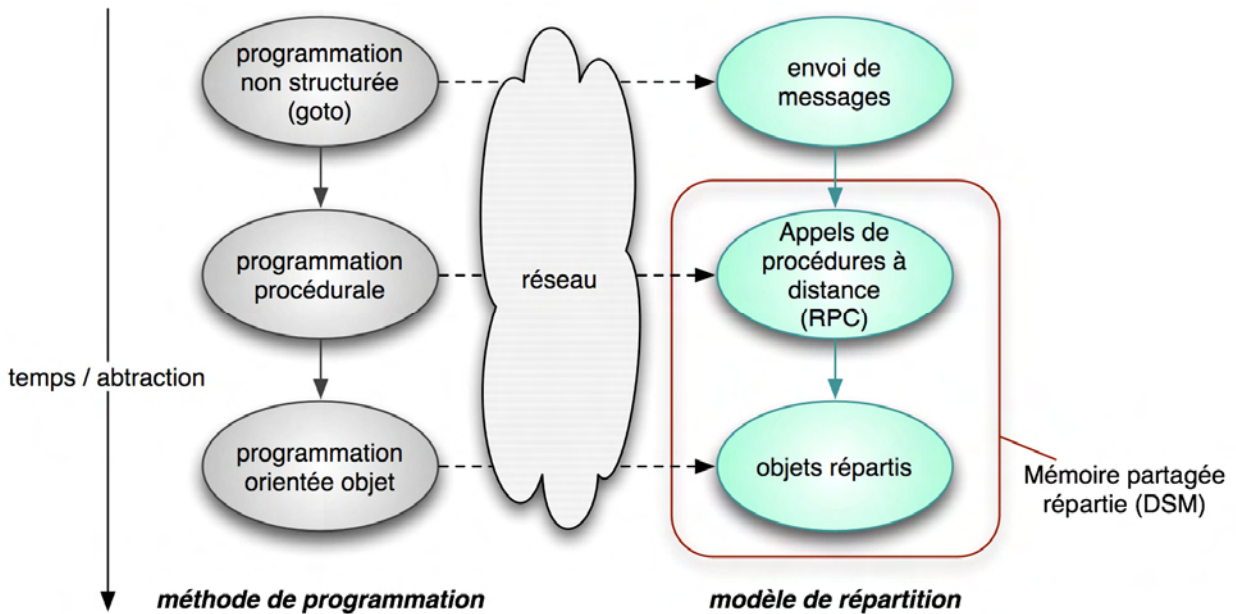 programmation
non structurée
(goto)
envoi de
messages
programmation
procédurale
réseau
Appels de
procédures à
distance
(RPC)
temps / abtraction
programmation
orientée objet
objets répartis
Mémoire partagée
répartie (DSM)
méthode de programmation
modèle de répartition